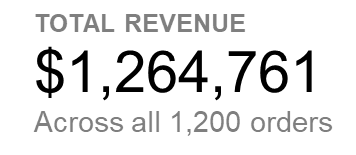 TOTAL REVENUE
$1,264,761
Across all 1,200 orders